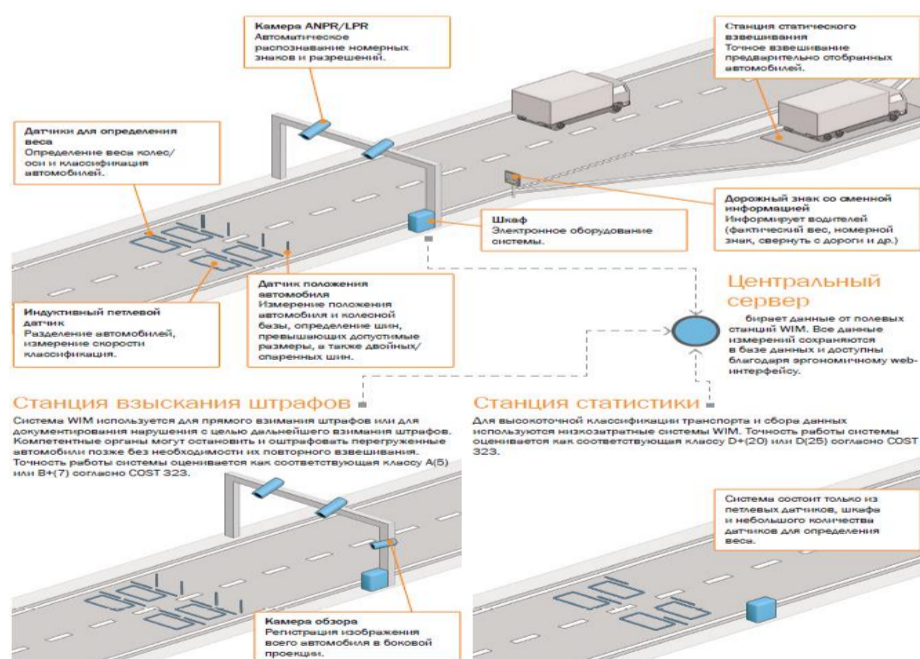 Камера ANPR/LPR
Автоматическое
распознавание номерных
знаков и разрешений.
Станция статического
взвешивания
Точное взвешивание
предварительно отобранных
автомобилей.
Датчики для определения
веса
Определение веса колес/
оси и классификация
автомобилей.
Дорожный знак со сменной
информацией
Информирует водителей
(фактический вес, номерной
знак, свернуть с дороги и др.)
Шкаф
Электронное оборудование
системы.
Индуктивный петлевой
датчик
Разделение автомобилей,
измерение скорости
классификация.
Датчик положения
автомобиля
Измерение положения
автомобиля и колесной
базы, определение шин,
превышающих допустимые
размеры, а также двойных/
спаренных шин.
Центральный
сервер
бирает данные от полевых
станций WIM. Все данные
измерений сохраняются
в базе данных и доступны
благодаря эргономичному web-
интерфейсу.
Станция взыскания штрафов
Система WIM используется для прямого взимания штрафов или для
документирования нарушения с целью дальнейшего взимания штрафов.
Компетентные органы могут остановить и оштрафовать перегруженные
автомобили позже без необходимости их повторного взвешивания.
Точность работы системы оценивается как соответствующая классу A(5)
или B+(7) согласно COST 323.
Станция статистики
Для высокоточной классификации транспорта и сбора данных
используются низкозатратные системы WIM. Точность работы системы
оценивается как соответствующая классу D+(20) или D(25) согласно COST
323.
Система состоит только из
петлевых датчиков, шкафа
и небольшого количества
датчиков для определения
веса.
Камера обзора
Регистрация изображения
всего автомобиля в боковой
проекции.